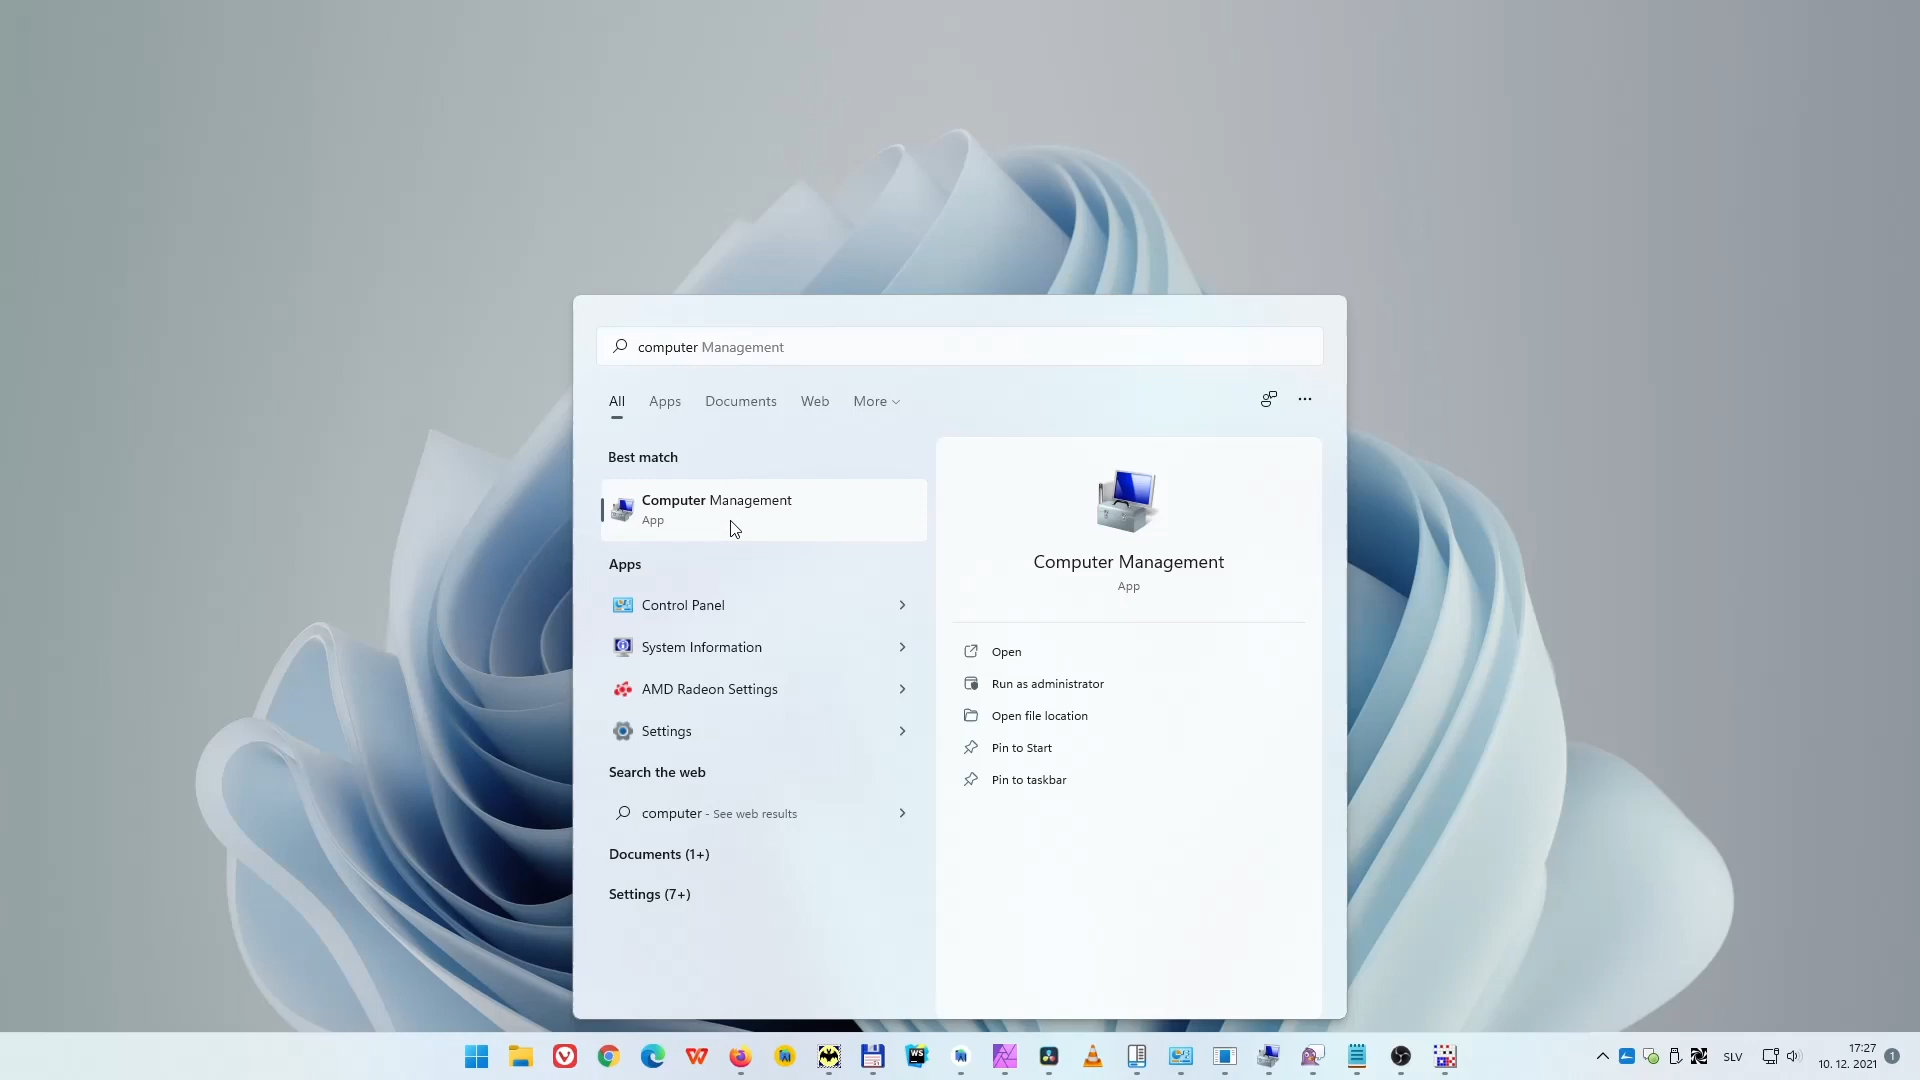 computer Management
All Apps Documents Web More
Best match
Computer Management
App
Apps
Control Panel
System Information
AMD Radeon Settings
Settings
Search the web
computer - See web results
Documents (1+)
Settings (7+)
Computer Management
App
Open
Run as administrator
Open file location
Pin to Start
Pin to taskbar
WS
SLV
17:27
10. 12. 2021
1